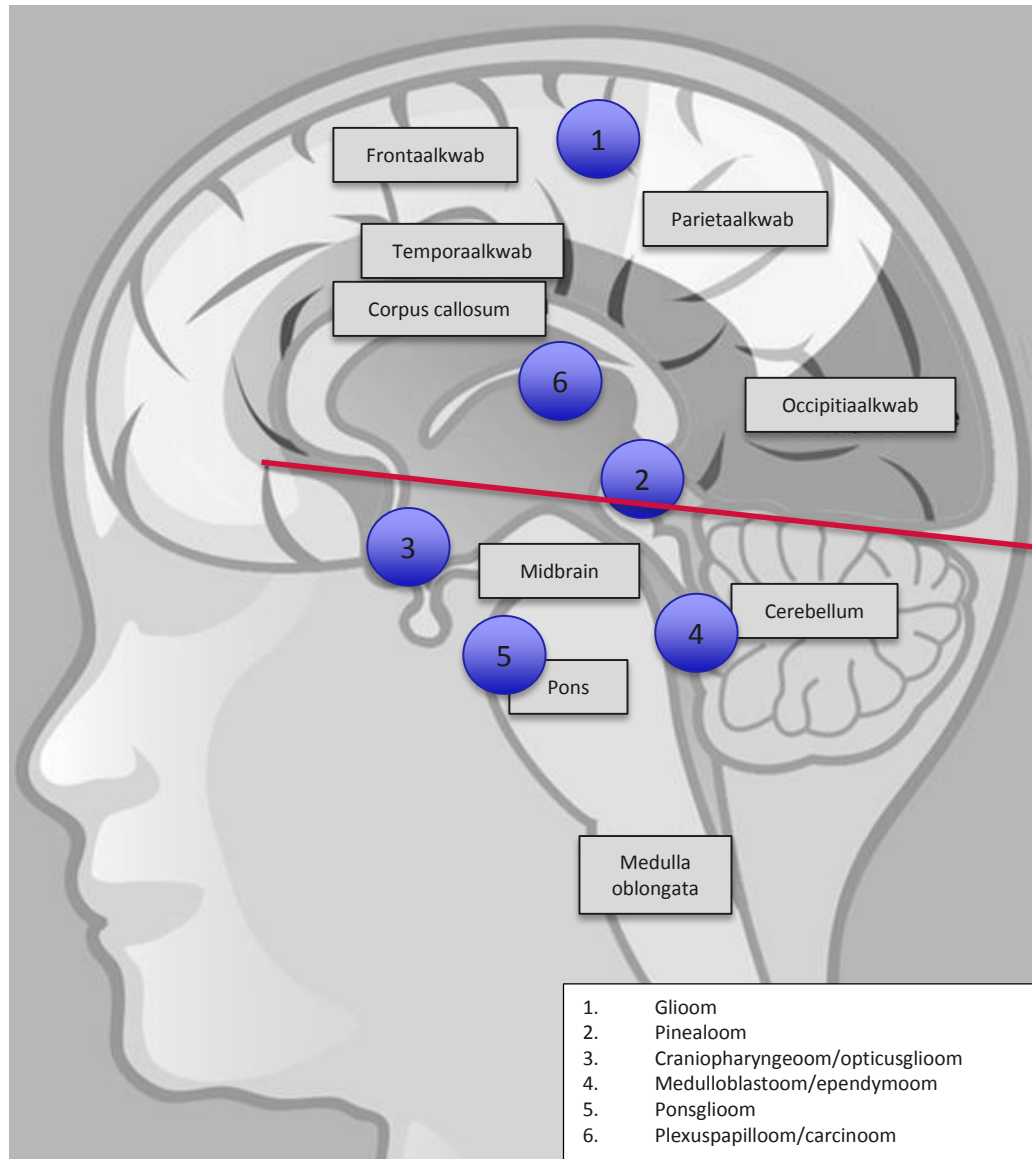 1
Frontaalkwab
Parietaalkwab
Temporaalkwab
Corpus callosum
6
Occipitiaalkwab
2
3
Midbrain
Cerebellum
4
5
Pons
Medulla
oblongata
1. Glioom
2. Pinealoom
3. Craniopharyngeoom/opticusglioom
4. Medulloblastoom/ependymoom
5. Ponsglioom
6. Plexuspapilloom/carcinoom